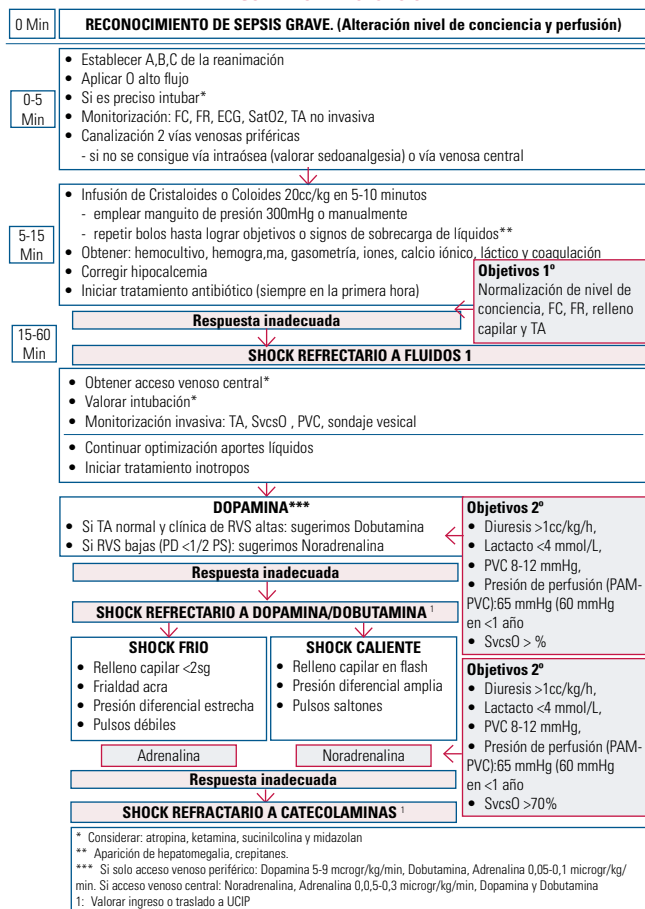 0 Min
RECONOCIMIENTO DE SEPSIS GRAVE. (Alteración nivel de conciencia y perfusión)
0-5
Min
• Establecer A,B,C de la reanimación
• Aplicar O alto flujo
• Si es preciso intubar*
• Monitorización: FC, FR, ECG, SatO2, TA no invasiva
• Canalización 2 vías venosas priféricas
- si no se consigue vía intraósea (valorar sedoanalgesia) o vía venosa central
5-15
Min
• Infusión de Cristaloides o Coloides 20cc/kg en 5-10 minutos
- emplear manguito de presión 300mHg o manualmente
- repetir bolos hasta lograr objetivos o signos de sobrecarga de líquidos**
• Obtener: hemocultivo, hemogra,ma, gasometría, iones, calcio iónico, láctico y coagulación
• Corregir hipocalcemia
• Iniciar tratamiento antibiótico (siempre en la primera hora)
Objetivos 1º
Normalización de nivel de
conciencia, FC, FR, relleno
capilar y TA
15-60
Min
Respuesta inadecuada
SHOCK REFRECTARIO A FLUIDOS 1
• Obtener acceso venoso central*
• Valorar intubación*
• Monitorización invasiva: TA, SvcsO , PVC, sondaje vesical
• Continuar optimización aportes líquidos
• Iniciar tratamiento inotropos
DOPAMINA***
• Si TA normal y clínica de RVS altas: sugerimos Dobutamina
• Si RVS bajas (PD <1/2 PS): sugerimos Noradrenalina
Objetivos 2º
• Diuresis >1cc/kg/h,
• Lactacto <4 mmol/L,
• PVC 8-12 mmHg,
• Presión de perfusión (PAM-
PVC):65 mmHg (60 mmHg
en <1 año
• SvcsO > %
Respuesta inadecuada
SHOCK REFRECTARIO A DOPAMINA/DOBUTAMINA 1
SHOCK FRIO
• Relleno capilar <2sg
• Frialdad acra
• Presión diferencial estrecha
• Pulsos débiles
SHOCK CALIENTE
• Relleno capilar en flash
• Presión diferencial amplia
• Pulsos saltones
Objetivos 2º
• Diuresis >1cc/kg/h,
• Lactacto <4 mmol/L,
• PVC 8-12 mmHg,
• Presión de perfusión (PAM-
PVC):65 mmHg (60 mmHg
en <1 año
• SvcsO >70%
Adrenalina
Noradrenalina
Respuesta inadecuada
SHOCK REFRACTARIO A CATECOLAMINAS 1
* Considerar: atropina, ketamina, sucinilcolina y midazolan
** Aparición de hepatomegalia, crepitanes.
*** Si solo acceso venoso periférico: Dopamina 5-9 mcrogr/kg/min, Dobutamina, Adrenalina 0,05-0,1 microgr/kg/
min. Si acceso venoso central: Noradrenalina, Adrenalina 0,0,5-0,3 microgr/kg/min, Dopamina y Dobutamina
1: Valorar ingreso o traslado a UCIP